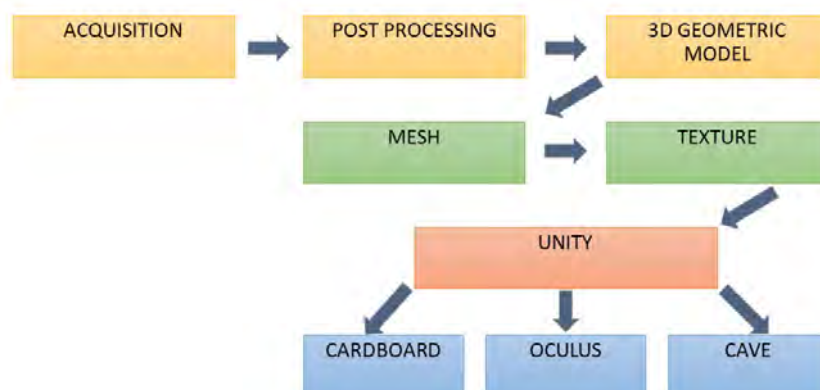 ACQUISITION
POST PROCESSING
3D GEOMETRIC
MODEL
MESH
TEXTURE
UNITY
CARDBOARD
OCULUS
CAVE